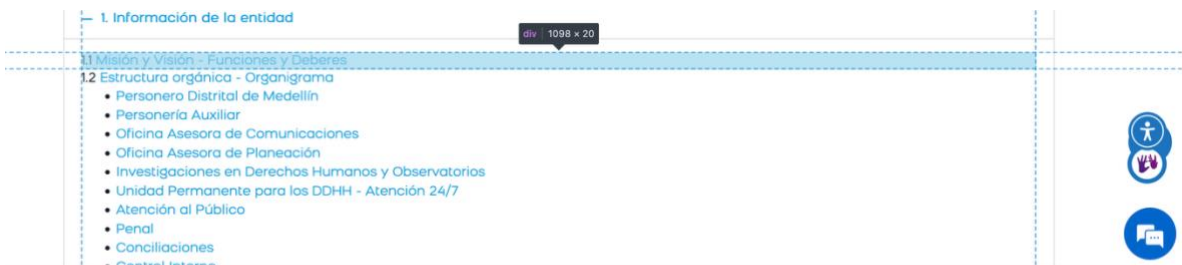 – 1. Información de la entidad
div 1098 × 20
1.1 Misión y Visión - Funciones y Deberes
1.2 Estructura orgánica - Organigrama
• Personero Distrital de Medellín
• Personería Auxiliar
• Oficina Asesora de Comunicaciones
• Oficina Asesora de Planeación
• Investigaciones en Derechos Humanos y Observatorios
• Unidad Permanente para los DDHH - Atención 24/7
• Atención al Público
• Penal
• Conciliaciones
• Control Interno